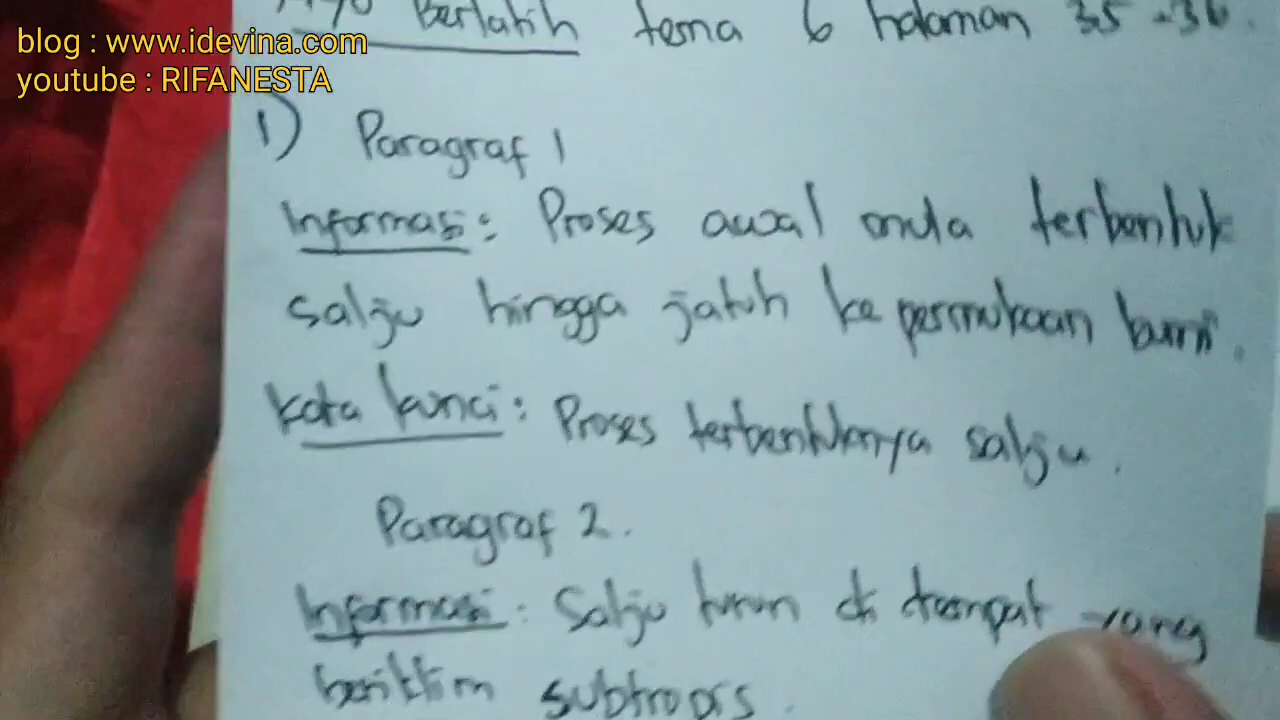 blog : www.idevina.com
youtube : RIFANESTA
Ayo Berlatih tema 6 halaman 35 - 36.
1) Paragraf 1
Informasi : Proses awal mula terbentuk
salju hingga jatuh ke permukaan bumi.
Kata kunci : Proses terbentuknya salju.
Paragraf 2.
Informasi : Salju turun di tempat yang
beriklim subtropis.